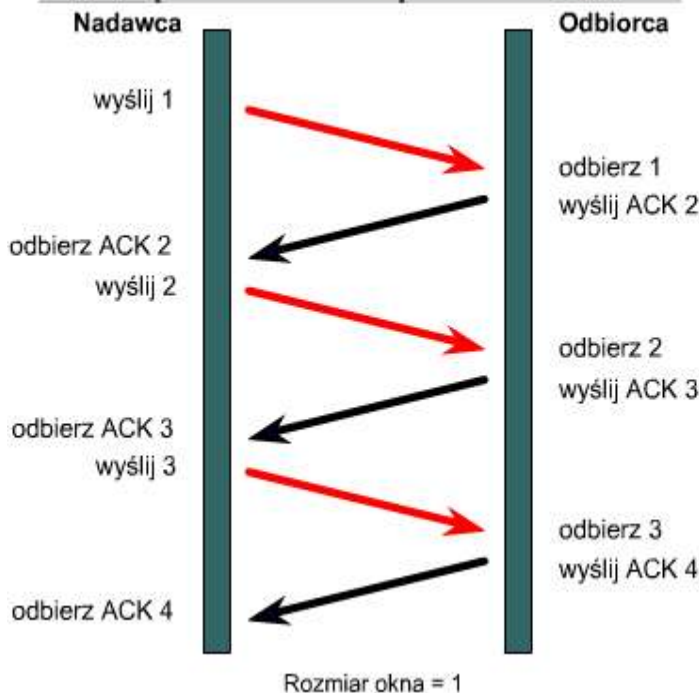 Nadawca
Odbiorca
wyślij 1
odbierz 1
wyślij ACK 2
odbierz ACK 2
wyślij 2
odbierz 2
wyślij ACK 3
odbierz ACK 3
wyślij 3
odbierz 3
wyślij ACK 4
odbierz ACK 4
Rozmiar okna = 1